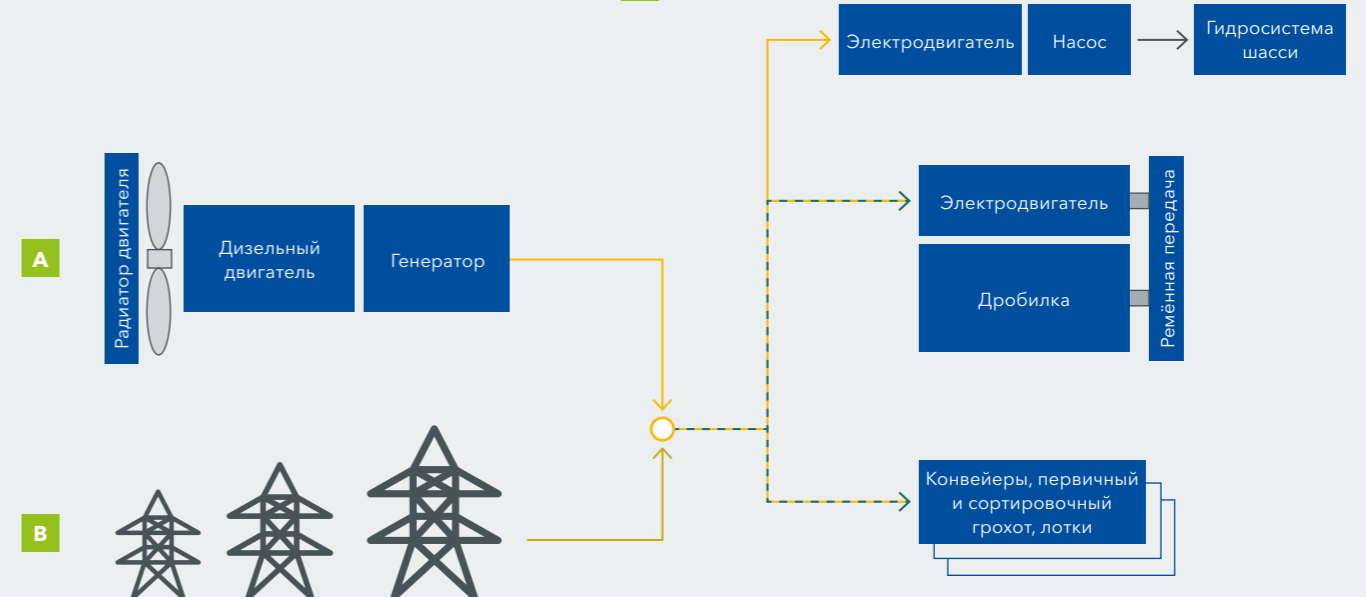 Электродвигатель
Насос
Гидросистема
шасси
A
Радиатор двигателя
Дизельный
двигатель
Генератор
Электродвигатель
Дробилка
Ремённая передача
B
Конвейеры, первичный
и сортировочный
грохот, лотки